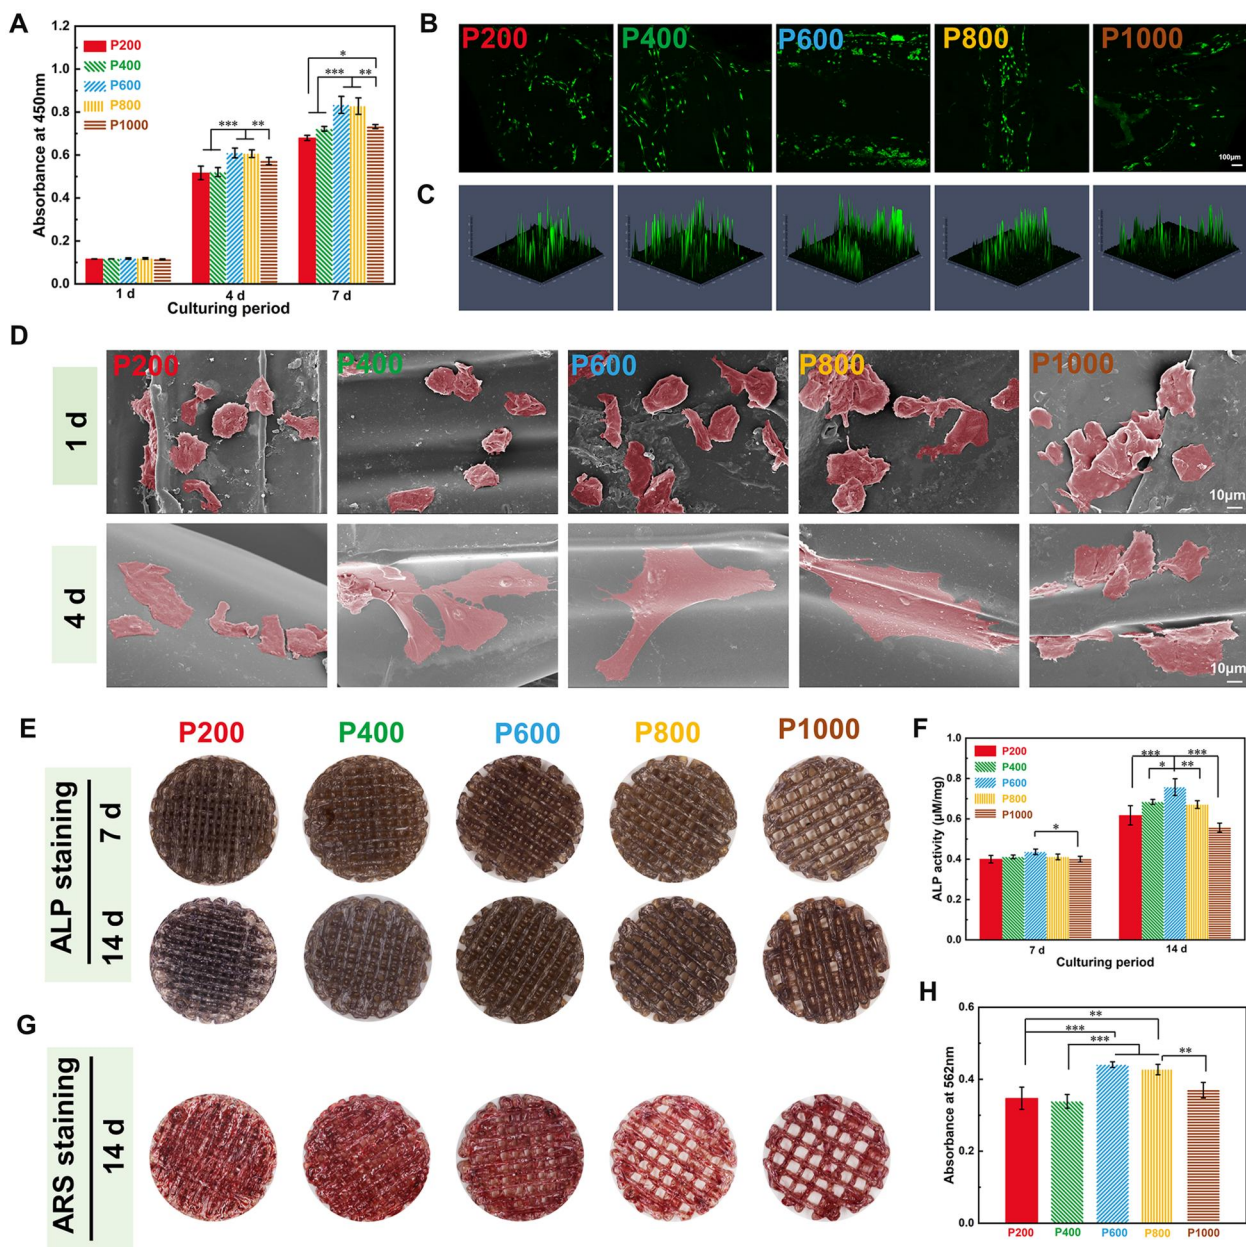 A
1.2
1.0
0.8
0.6
0.4
0.2
0.0
Absorbance at 450nm
P200
P400
P600
P800
P1000
***
**
*
***
**
1 d
4 d
7 d
Culturing period
B
P200
P400
P600
P800
P1000
100μm
C
D
P200
P400
P600
P800
P1000
1 d
10μm
4 d
10μm
E
P200
P400
P600
P800
P1000
ALP staining
7 d
14 d
F
1.0
0.8
0.6
0.4
0.2
0.0
ALP activity (μM/mg)
P200
P400
P600
P800
P1000
*
***
***
*
**
7 d
14 d
Culturing period
G
ARS staining
14 d
H
0.6
0.4
0.2
0.0
Absorbance at 562nm
**
***
***
**
P200
P400
P600
P800
P1000